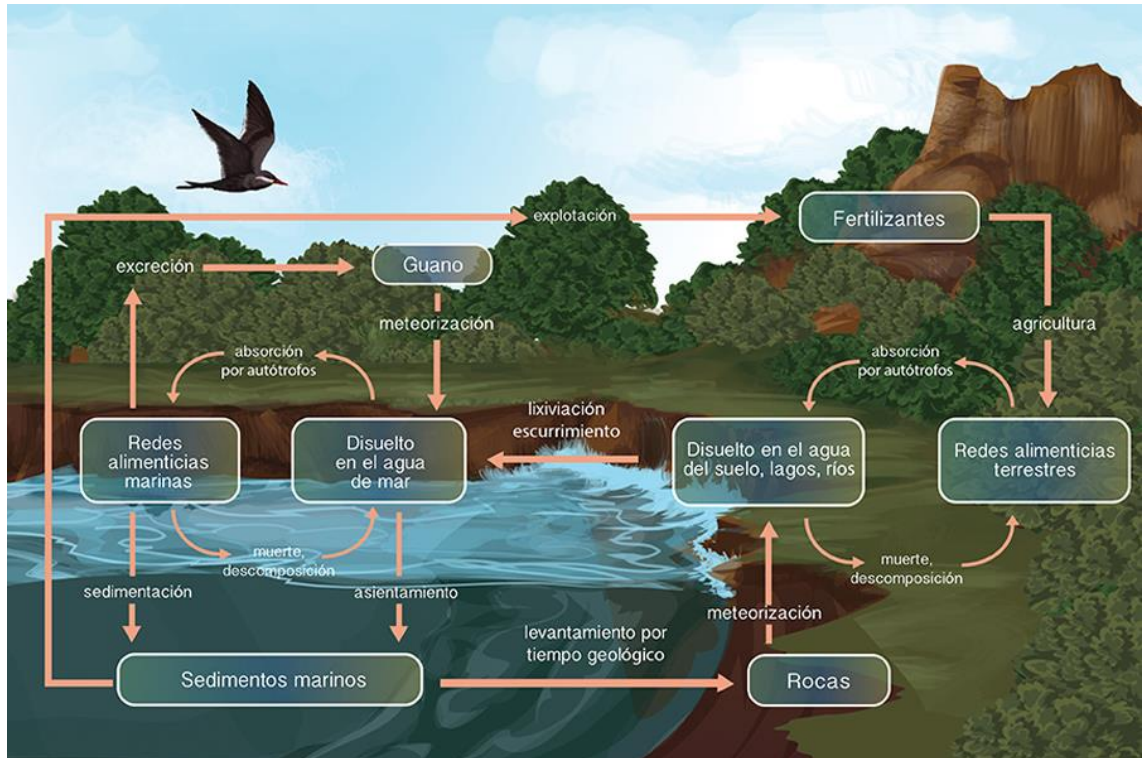 explotación
Fertilizantes
excreción
Guano
meteorización
agricultura
absorción
por autótrofos
absorción
por autótrofos
lixiviación
escurrimiento
Redes
alimenticias
marinas
Disuelto
en el agua
de mar
Disuelto en el agua
del suelo, lagos, ríos
Redes alimenticias
terrestres
muerte,
descomposición
muerte,
descomposición
sedimentación
asientamiento
meteorización
levantamiento por
tiempo geológico
Sedimentos marinos
Rocas